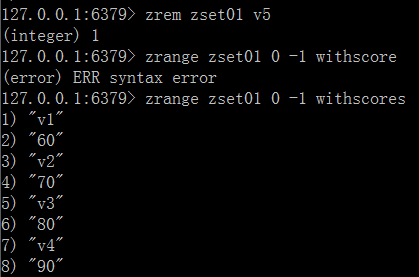 127.0.0.1:6379> zrem zset01 v5
(integer) 1
127.0.0.1:6379> zrange zset01 0 -1 withscore
(error) ERR syntax error
127.0.0.1:6379> zrange zset01 0 -1 withscores
1) "v1"
2) "60"
3) "v2"
4) "70"
5) "v3"
6) "80"
7) "v4"
8) "90"